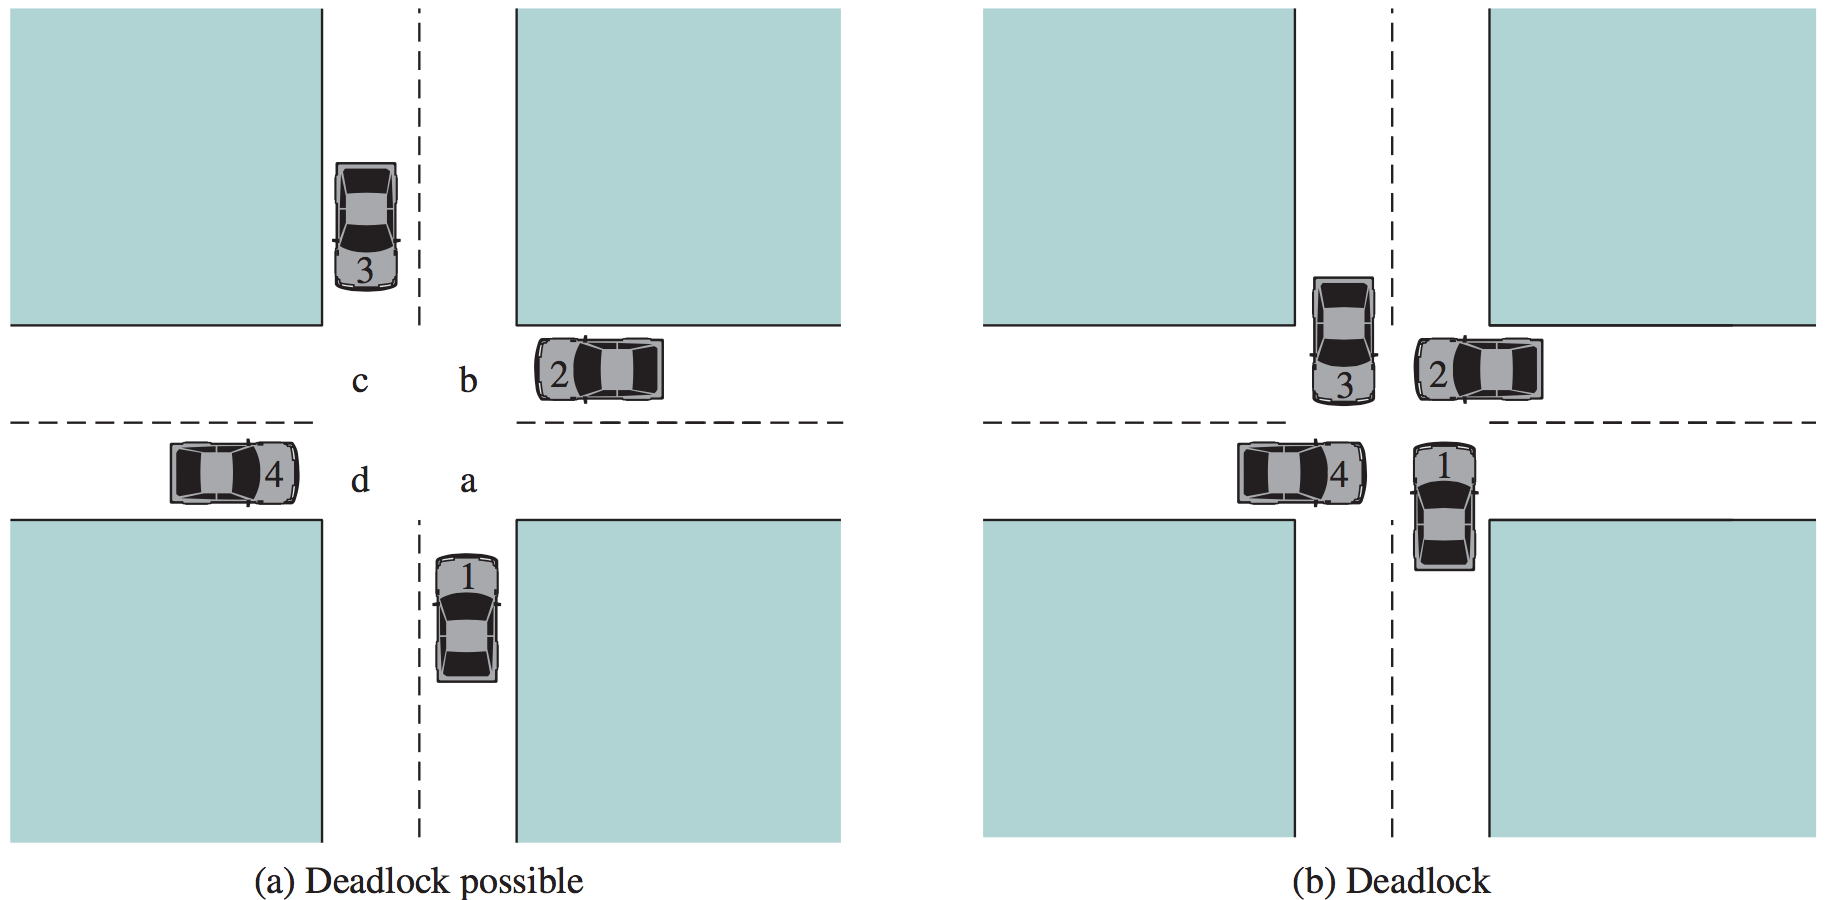 3
c b 2
4 d a
1
(a) Deadlock possible
3 2
4 1
(b) Deadlock